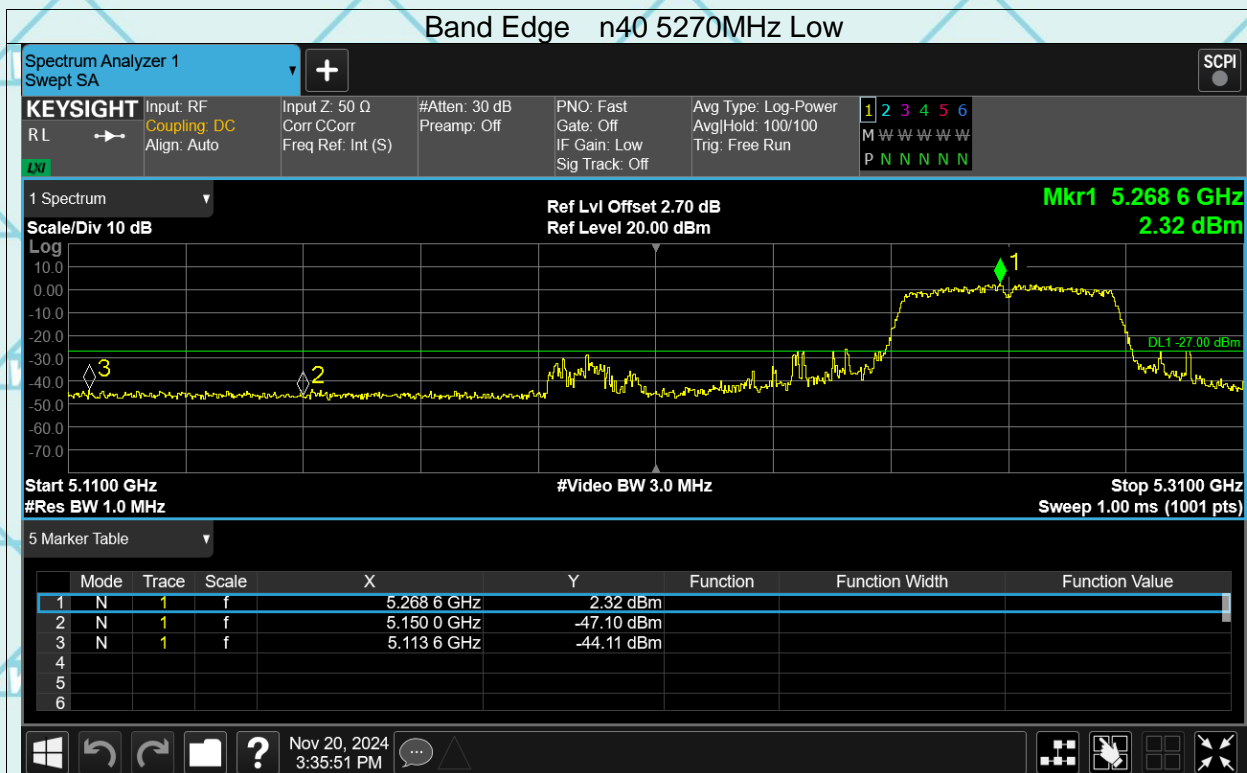 Band Edge n40 5270MHz Low
Spectrum Analyzer 1
Swept SA
SCPI
KEYSIGHT
R L
LXI
Input: RF
Coupling: DC
Align: Auto
Input Z: 50 Ω
Corr CCorr
Freq Ref: Int (S)
#Atten: 30 dB
Preamp: Off
PNO: Fast
Gate: Off
IF Gain: Low
Sig Track: Off
Avg Type: Log-Power
Avg|Hold: 100/100
Trig: Free Run
1 2 3 4 5 6
M W W W W W W
P N N N N N N
1 Spectrum
Scale/Div 10 dB
Ref Lvl Offset 2.70 dB
Ref Level 20.00 dBm
Mkr1 5.268 6 GHz
2.32 dBm
Log
10.0
0.00
-10.0
-20.0
-30.0
-40.0
-50.0
-60.0
-70.0
1
DL1 -27.00 dBm
3
2
Start 5.1100 GHz
#Res BW 1.0 MHz
#Video BW 3.0 MHz
Stop 5.3100 GHz
Sweep 1.00 ms (1001 pts)
5 Marker Table
Mode Trace Scale X Y Function Function Width Function Value
1 N 1 f 5.268 6 GHz 2.32 dBm
2 N 1 f 5.150 0 GHz -47.10 dBm
3 N 1 f 5.113 6 GHz -44.11 dBm
4
5
6
?
Nov 20, 2024
3:35:51 PM